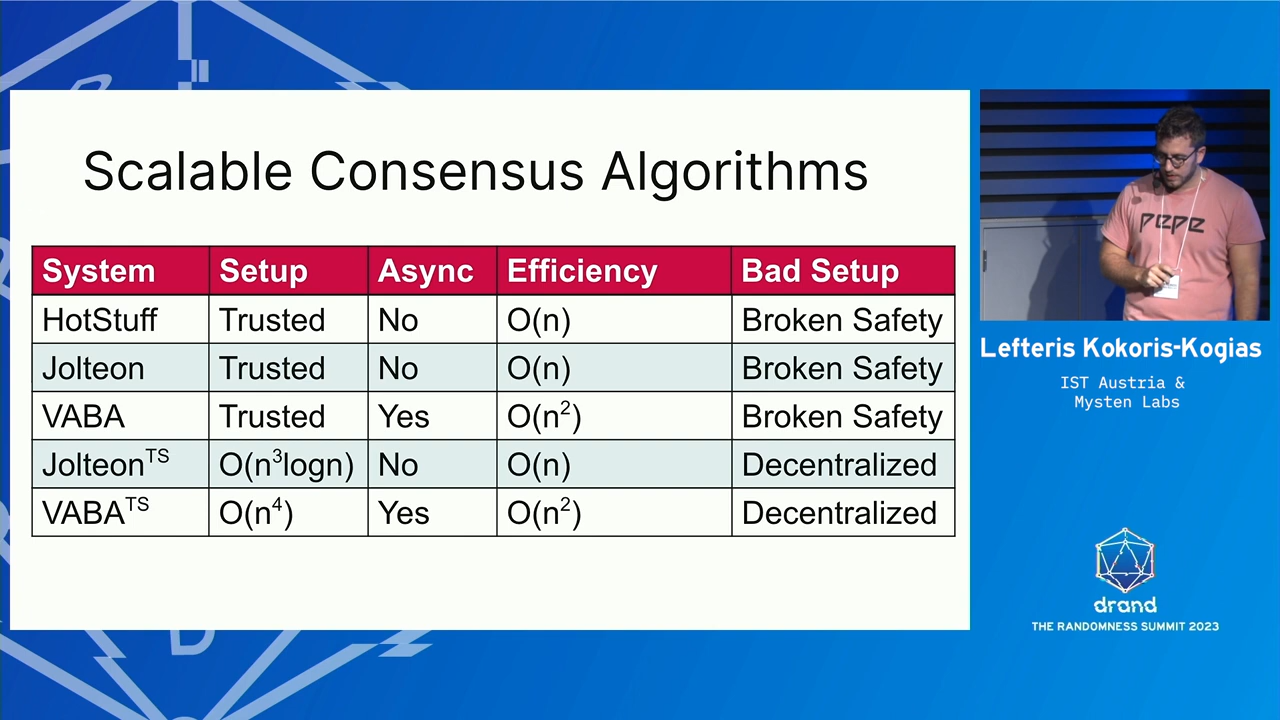 Scalable Consensus Algorithms
System Setup Async Efficiency Bad Setup
HotStuff Trusted No O(n) Broken Safety
Jolteon Trusted No O(n) Broken Safety
VABA Trusted Yes O(n²) Broken Safety
Jolteonᵀˢ O(n³logn) No O(n) Decentralized
VABAᵀˢ O(n⁴) Yes O(n²) Decentralized
pepe
Lefteris Kokoris-Kogias
IST Austria &
Mysten Labs
drand
THE RANDOMNESS SUMMIT 2023